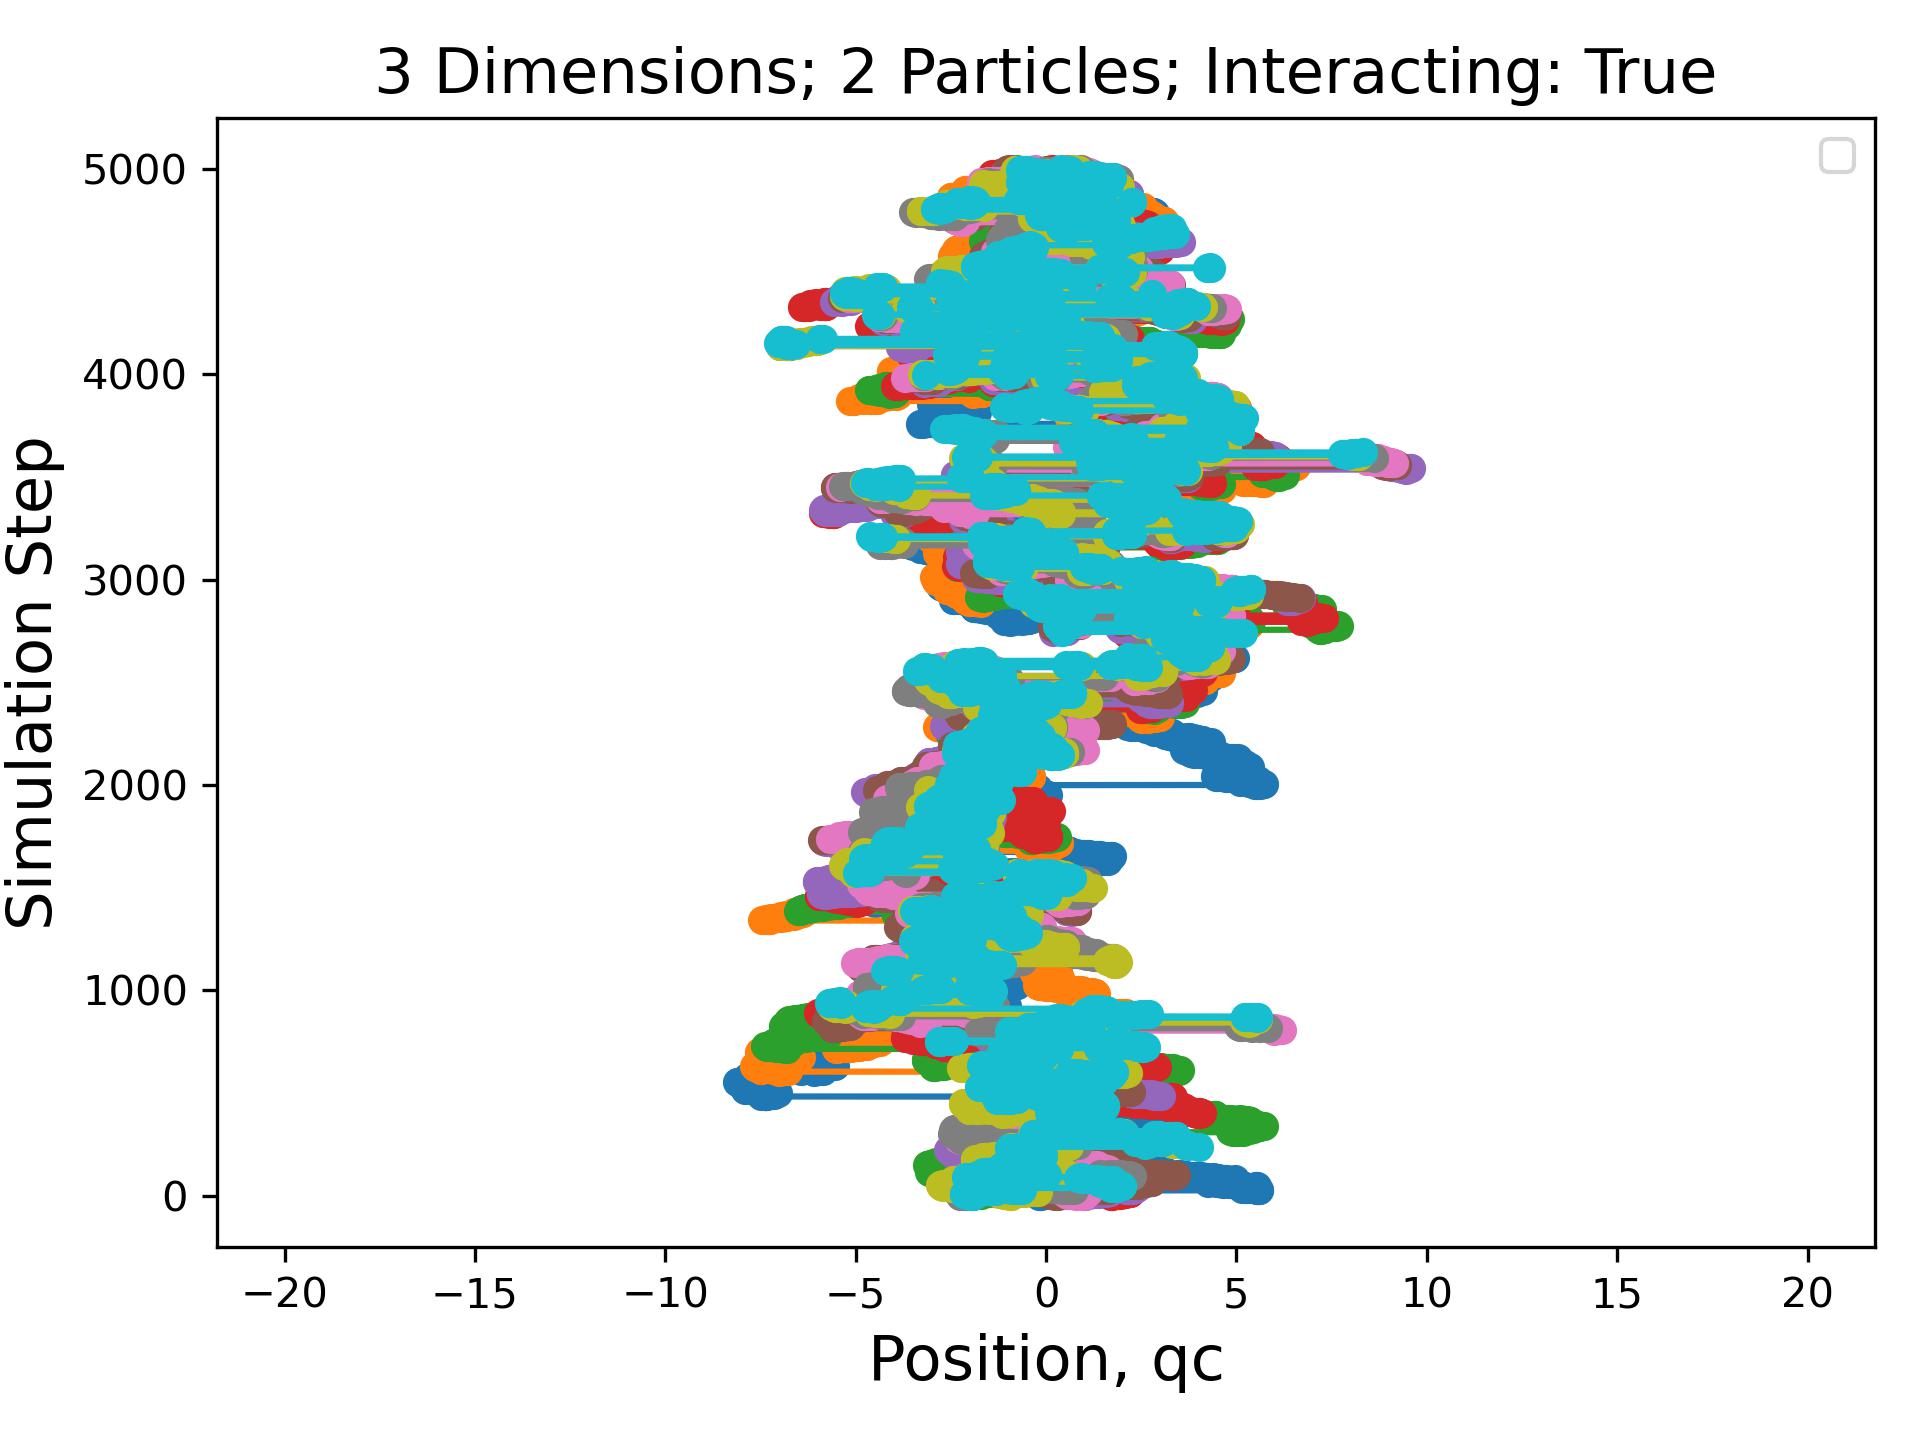 3 Dimensions; 2 Particles; Interacting: True
5000
4000
3000
2000
1000
0
Simulation Step
−20 −15 −10 −5 0 5 10 15 20
Position, qc